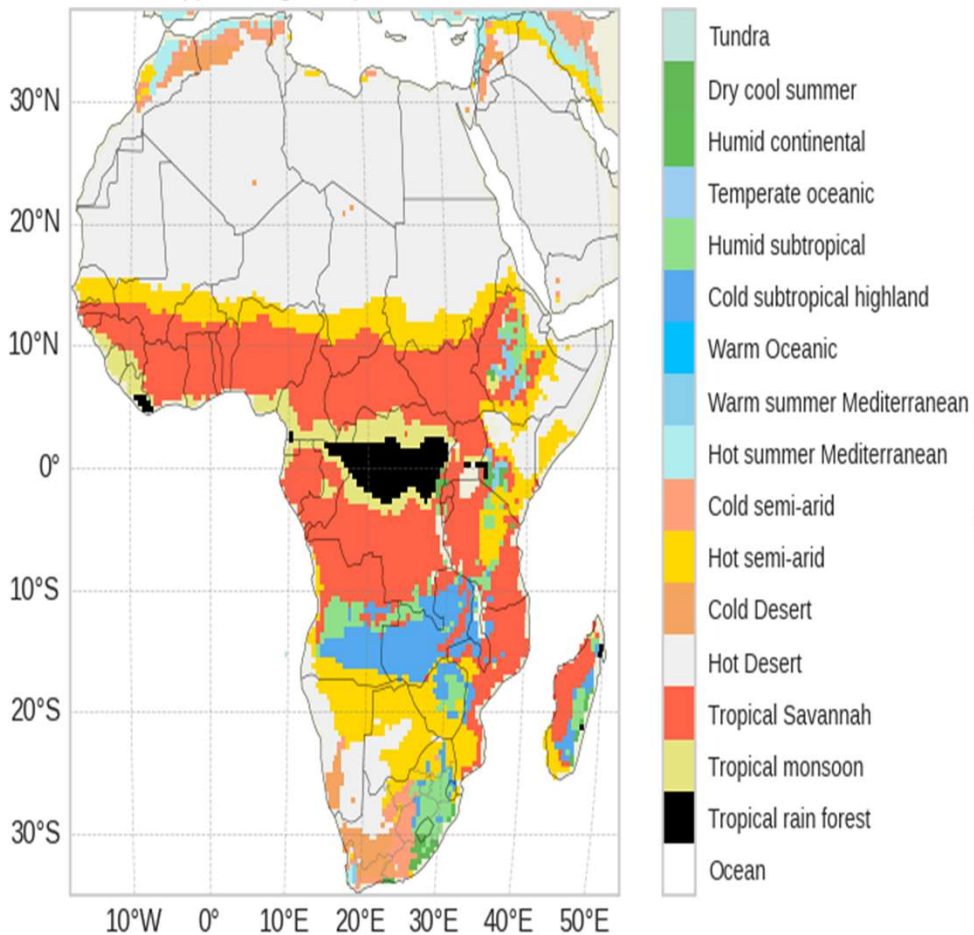 30°N
20°N
10°N
0°
10°S
20°S
30°S
10°W 0° 10°E 20°E 30°E 40°E 50°E
Tundra
Dry cool summer
Humid continental
Temperate oceanic
Humid subtropical
Cold subtropical highland
Warm Oceanic
Warm summer Mediterranean
Hot summer Mediterranean
Cold semi-arid
Hot semi-arid
Cold Desert
Hot Desert
Tropical Savannah
Tropical monsoon
Tropical rain forest
Ocean